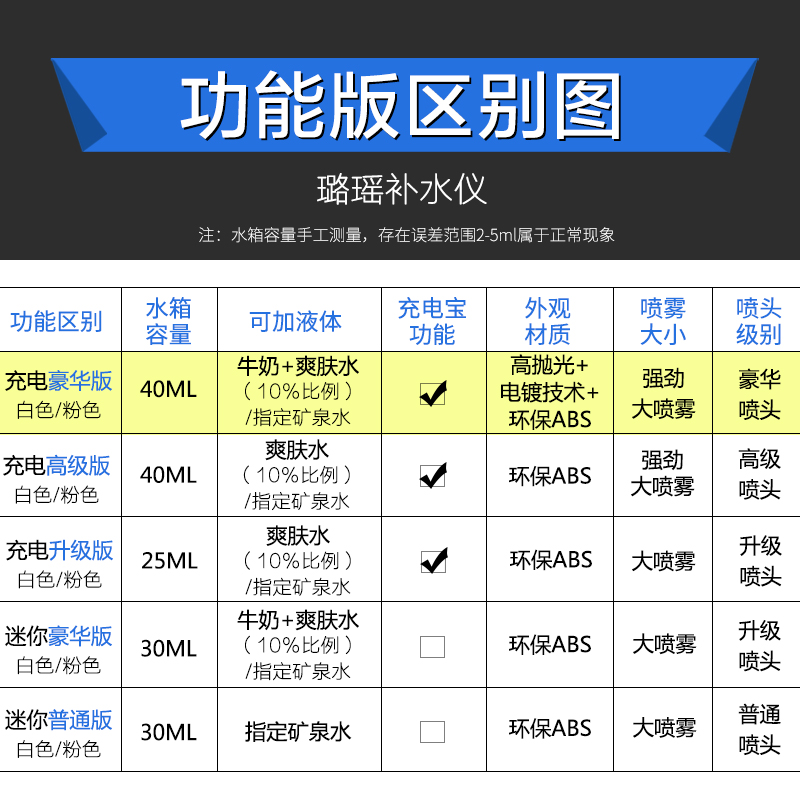 功能版区别图
璐瑶补水仪
注：水箱容量手工测量，存在误差范围2-5ml属于正常现象
功能区别
水箱
容量
可加液体
充电宝
功能
外观
材质
喷雾
大小
喷头
级别
充电豪华版
白色/粉色
40ML
牛奶+爽肤水
（10%比例）
/指定矿泉水
高抛光+
电镀技术+
环保ABS
强劲
大喷雾
豪华
喷头
充电高级版
白色/粉色
40ML
爽肤水
（10%比例）
/指定矿泉水
环保ABS
强劲
大喷雾
高级
喷头
充电升级版
白色/粉色
25ML
爽肤水
（10%比例）
/指定矿泉水
环保ABS
大喷雾
升级
喷头
迷你豪华版
白色/粉色
30ML
牛奶+爽肤水
（10%比例）
/指定矿泉水
环保ABS
大喷雾
升级
喷头
迷你普通版
白色/粉色
30ML
指定矿泉水
环保ABS
大喷雾
普通
喷头